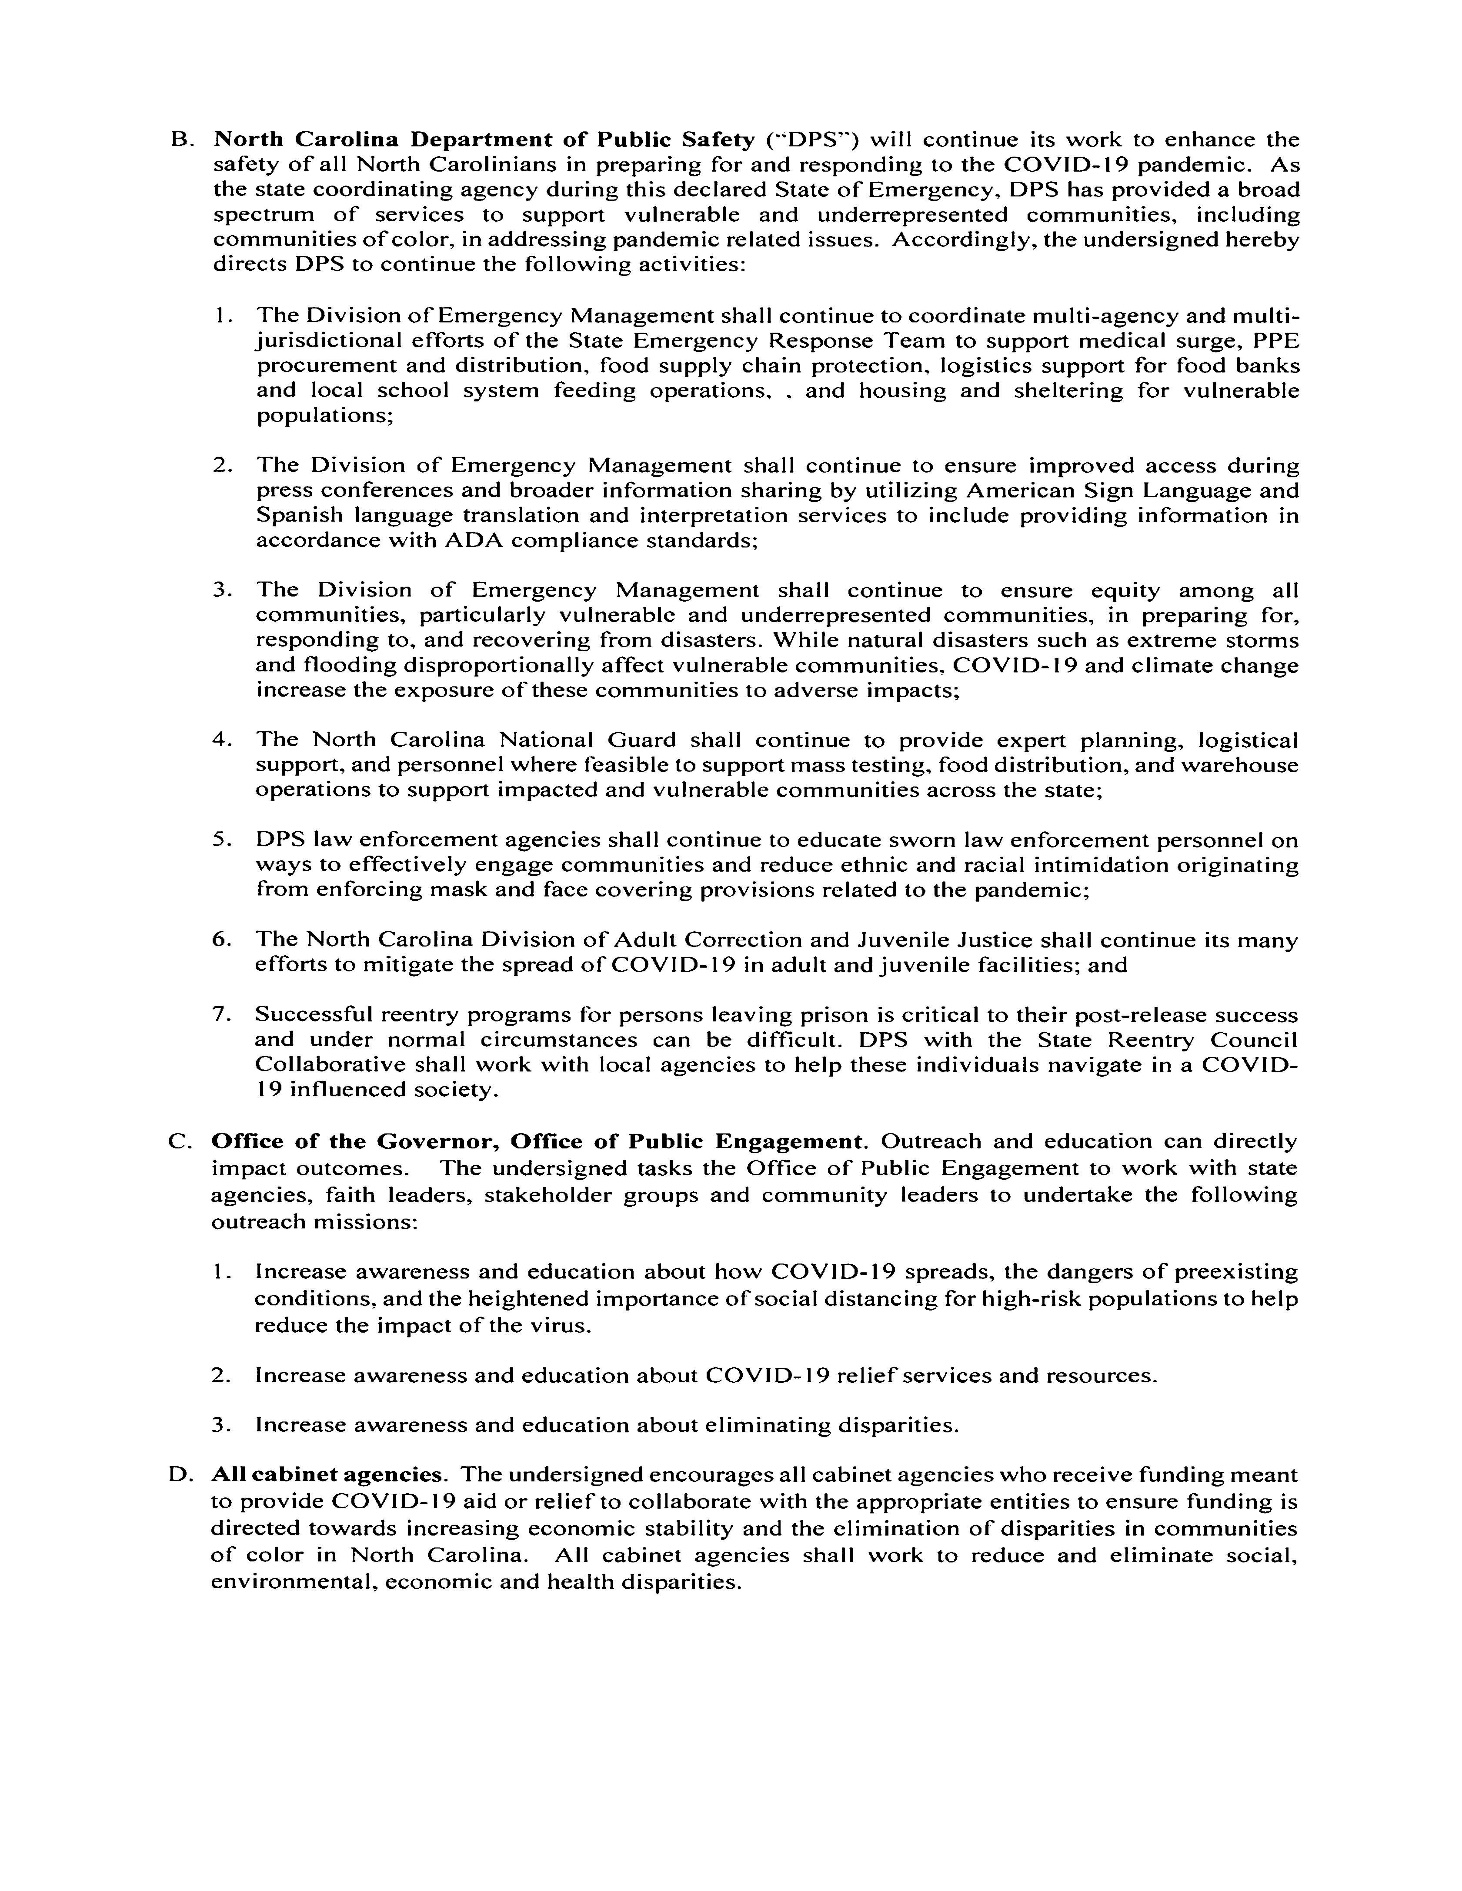 B. North Carolina Department of Public Safety (“DPS”) will continue its work to enhance the
safety of all North Carolinians in preparing for and responding to the COVID-19 pandemic. As
the state coordinating agency during this declared State of Emergency, DPS has provided a broad
spectrum of services to support vulnerable and underrepresented communities, including
communities of color, in addressing pandemic related issues. Accordingly, the undersigned hereby
directs DPS to continue the following activities:
1. The Division of Emergency Management shall continue to coordinate multi-agency and multi-
jurisdictional efforts of the State Emergency Response Team to support medical surge, PPE
procurement and distribution, food supply chain protection, logistics support for food banks
and local school system feeding operations, . and housing and sheltering for vulnerable
populations;
2. The Division of Emergency Management shall continue to ensure improved access during
press conferences and broader information sharing by utilizing American Sign Language and
Spanish language translation and interpretation services to include providing information in
accordance with ADA compliance standards;
3. The Division of Emergency Management shall continue to ensure equity among all
communities, particularly vulnerable and underrepresented communities, in preparing for,
responding to, and recovering from disasters. While natural disasters such as extreme storms
and flooding disproportionally affect vulnerable communities, COVID-19 and climate change
increase the exposure of these communities to adverse impacts;
4. The North Carolina National Guard shall continue to provide expert planning, logistical
support, and personnel where feasible to support mass testing, food distribution, and warehouse
operations to support impacted and vulnerable communities across the state;
5. DPS law enforcement agencies shall continue to educate sworn law enforcement personnel on
ways to effectively engage communities and reduce ethnic and racial intimidation originating
from enforcing mask and face covering provisions related to the pandemic;
6. The North Carolina Division of Adult Correction and Juvenile Justice shall continue its many
efforts to mitigate the spread of COVID-19 in adult and juvenile facilities; and
7. Successful reentry programs for persons leaving prison is critical to their post-release success
and under normal circumstances can be difficult. DPS with the State Reentry Council
Collaborative shall work with local agencies to help these individuals navigate in a COVID-
19 influenced society.
C. Office of the Governor, Office of Public Engagement. Outreach and education can directly
impact outcomes. The undersigned tasks the Office of Public Engagement to work with state
agencies, faith leaders, stakeholder groups and community leaders to undertake the following
outreach missions:
1. Increase awareness and education about how COVID-19 spreads, the dangers of preexisting
conditions, and the heightened importance of social distancing for high-risk populations to help
reduce the impact of the virus.
2. Increase awareness and education about COVID-19 relief services and resources.
3. Increase awareness and education about eliminating disparities.
D. All cabinet agencies. The undersigned encourages all cabinet agencies who receive funding meant
to provide COVID-19 aid or relief to collaborate with the appropriate entities to ensure funding is
directed towards increasing economic stability and the elimination of disparities in communities
of color in North Carolina. All cabinet agencies shall work to reduce and eliminate social,
environmental, economic and health disparities.